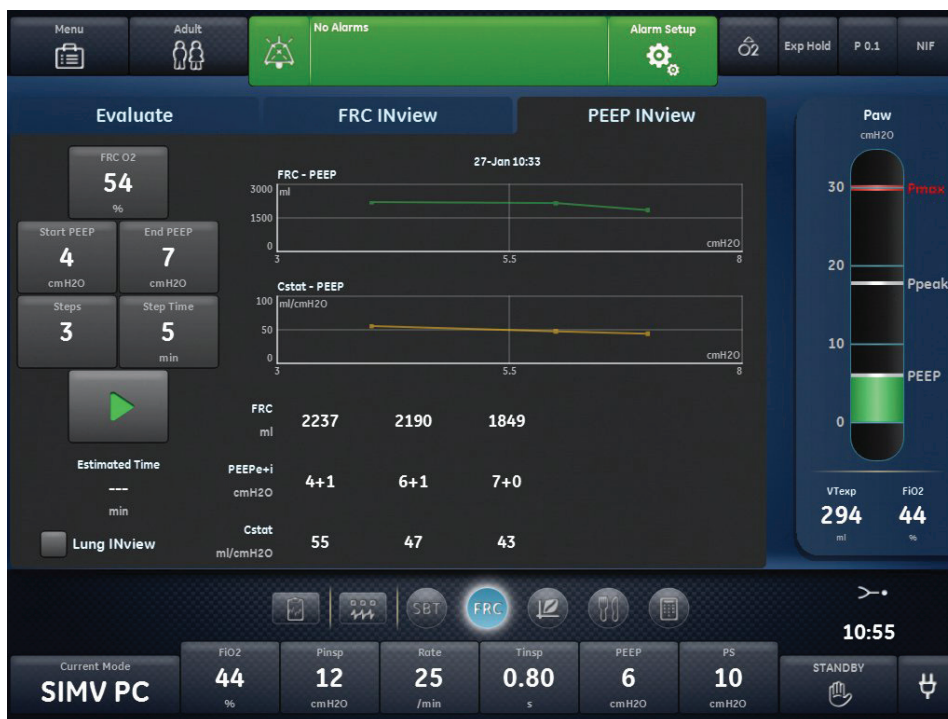 Menu
Adult
No Alarms
Alarm Setup
O2
Exp Hold
P 0.1
NIF
Evaluate
FRC INview
PEEP INview
FRC O2
54
%
Start PEEP
4
cmH2O
End PEEP
7
cmH2O
Steps
3
Step Time
5
min
Estimated Time
---
min
Lung INview
27-Jan 10:33
FRC - PEEP
3000
ml
1500
0
cmH2O
3
5.5
8
Cstat - PEEP
100
ml/cmH2O
50
0
cmH2O
3
5.5
8
FRC
ml
2237
2190
1849
PEEPe+i
cmH2O
4+1
6+1
7+0
Cstat
ml/cmH2O
55
47
43
Paw
cmH2O
30
Pmax
20
Ppeak
10
PEEP
0
VTexp
294
ml
FiO2
44
%
SBT
FRC
10:55
Current Mode
SIMV PC
FiO2
44
%
Pinsp
12
cmH2O
Rate
25
/min
Tinsp
0.80
s
PEEP
6
cmH2O
PS
10
cmH2O
STANDBY